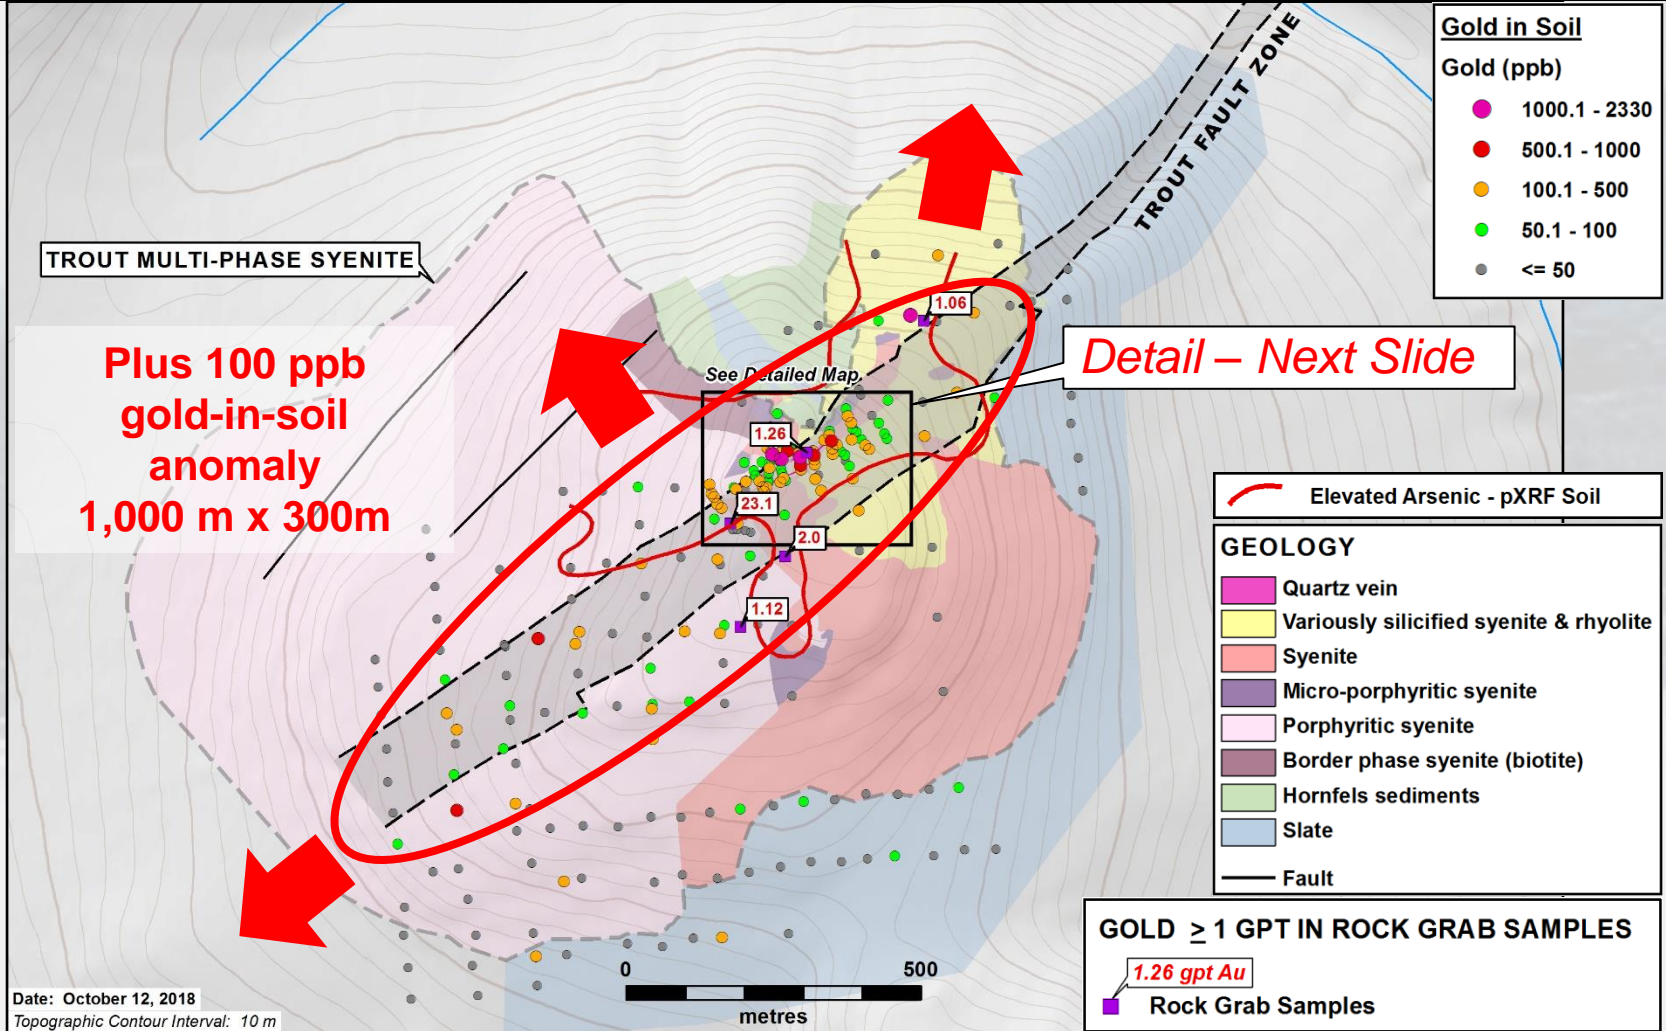 Gold in Soil
Gold (ppb)
1000.1 - 2330
500.1 - 1000
100.1 - 500
50.1 - 100
<= 50
TROUT FAULT ZONE
TROUT MULTI-PHASE SYENITE
Plus 100 ppb
gold-in-soil
anomaly
1,000 m x 300m
1.06
Detail – Next Slide
See Detailed Map
1.26
23.1
2.0
1.12
Elevated Arsenic - pXRF Soil
GEOLOGY
Quartz vein
Variously silicified syenite & rhyolite
Syenite
Micro-porphyritic syenite
Porphyritic syenite
Border phase syenite (biotite)
Hornfels sediments
Slate
Fault
GOLD ≥ 1 GPT IN ROCK GRAB SAMPLES
1.26 gpt Au
Rock Grab Samples
0 500
metres
Date: October 12, 2018
Topographic Contour Interval: 10 m